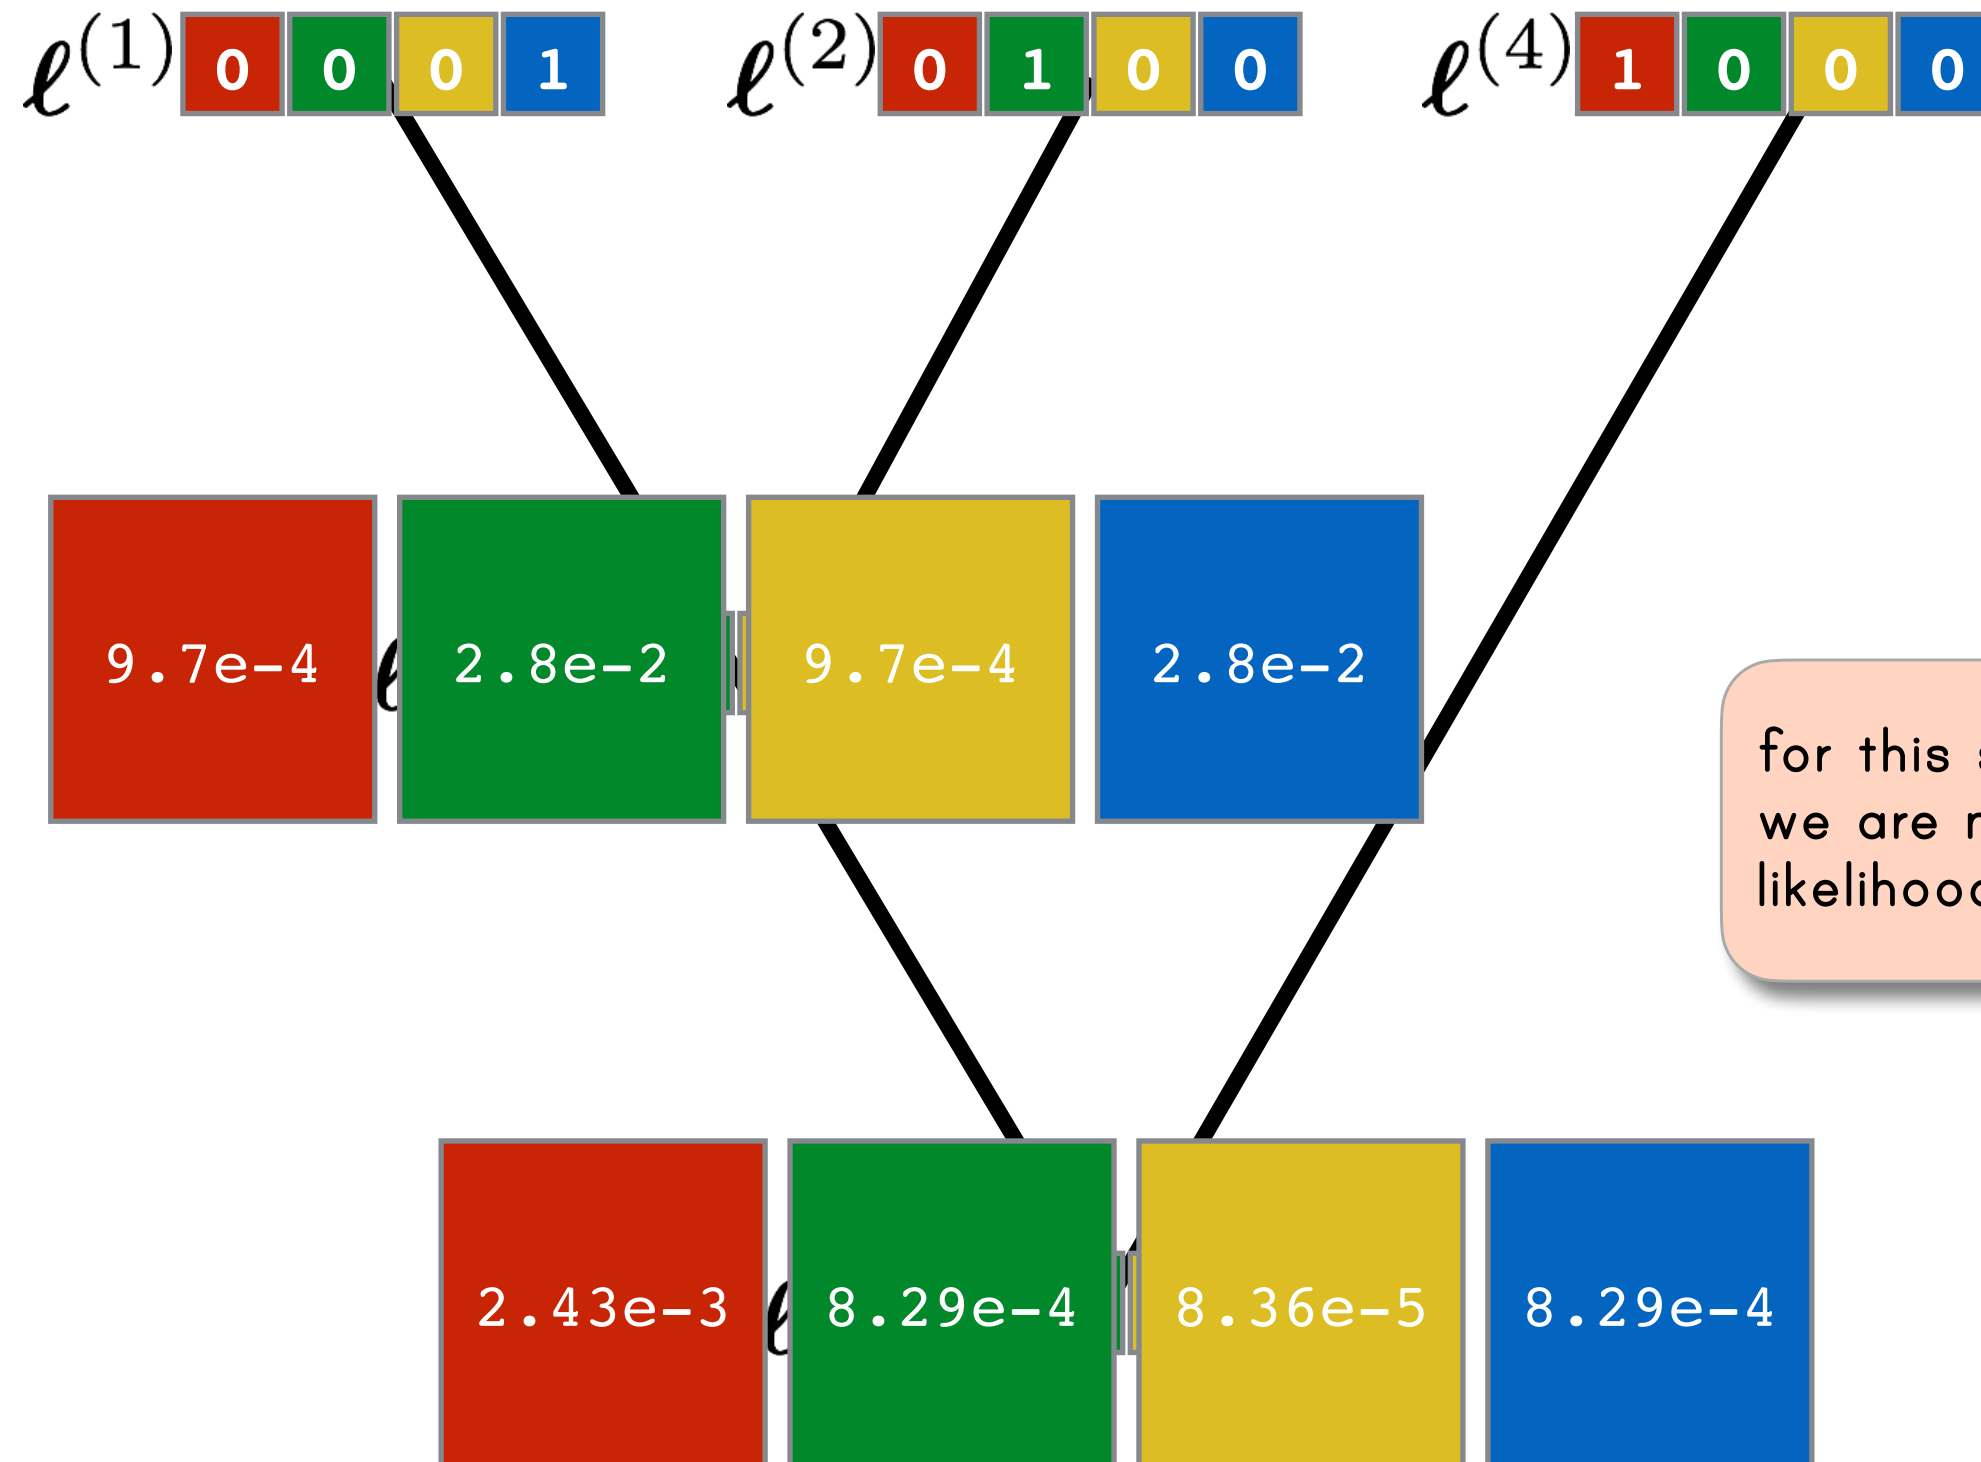 ℓ(1) 0 0 0 1 ℓ(2) 0 1 0 0 ℓ(4) 1 0 0 0
9.7e-4 ℓ 2.8e-2 9.7e-4 2.8e-2
for this
we are
2.43e-3 ℓ 8.29e-4 8.36e-5 8.29e-4